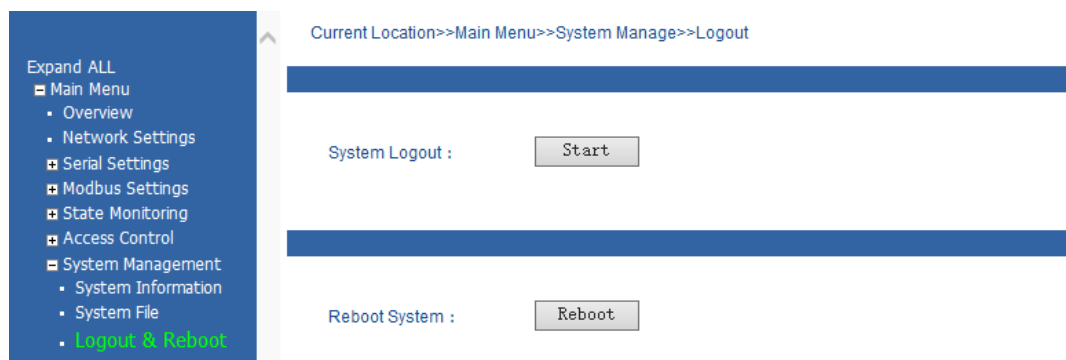 Current Location>>Main Menu>>System Manage>>Logout
Expand ALL
Main Menu
Overview
Network Settings
Serial Settings
Modbus Settings
State Monitoring
Access Control
System Management
System Information
System File
Logout & Reboot
System Logout : Start
Reboot System : Reboot